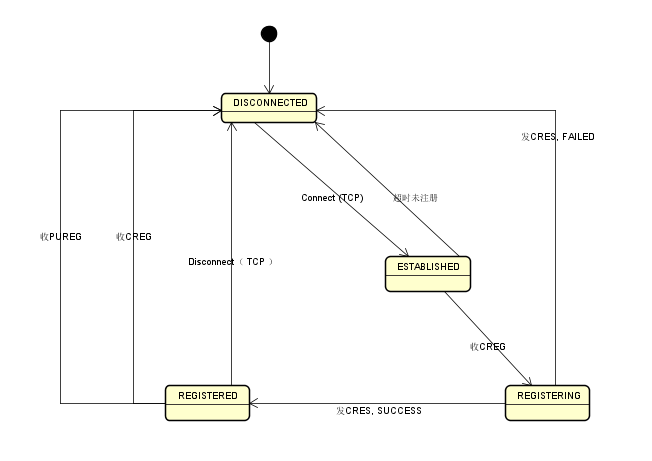 DISCONNECTED
发CRES, FAILED
Connect (TCP)
超时未注册
收PUREG
收CREG
Disconnect（ TCP ）
ESTABLISHED
收CREG
REGISTERED
REGISTERING
发CRES, SUCCESS